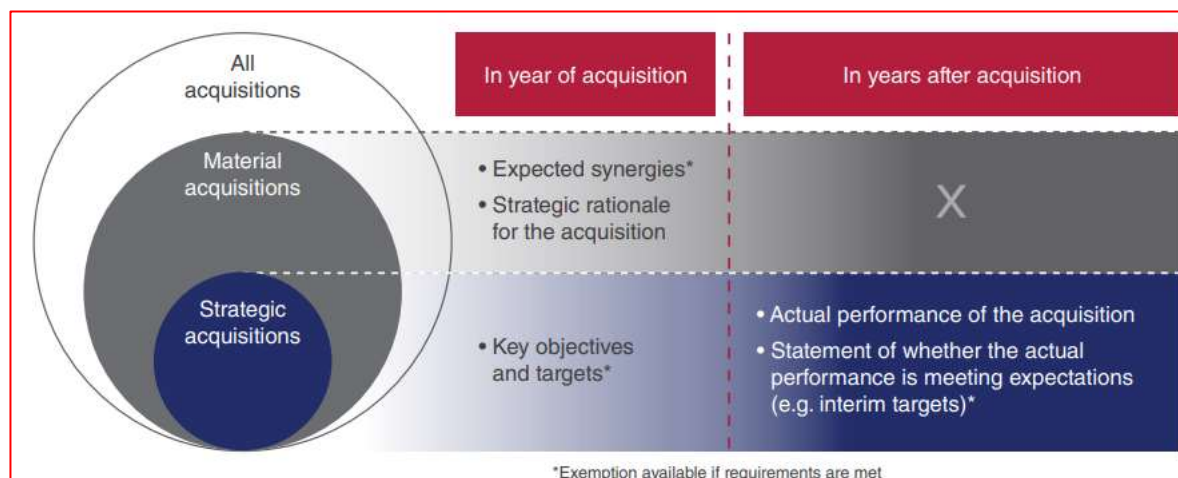 All
acquisitions
In year of acquisition
In years after acquisition
Material
acquisitions
• Expected synergies*
• Strategic rationale
for the acquisition
X
Strategic
acquisitions
• Key objectives
and targets*
• Actual performance of the acquisition
• Statement of whether the actual
performance is meeting expectations
(e.g. interim targets)*
*Exemption available if requirements are met